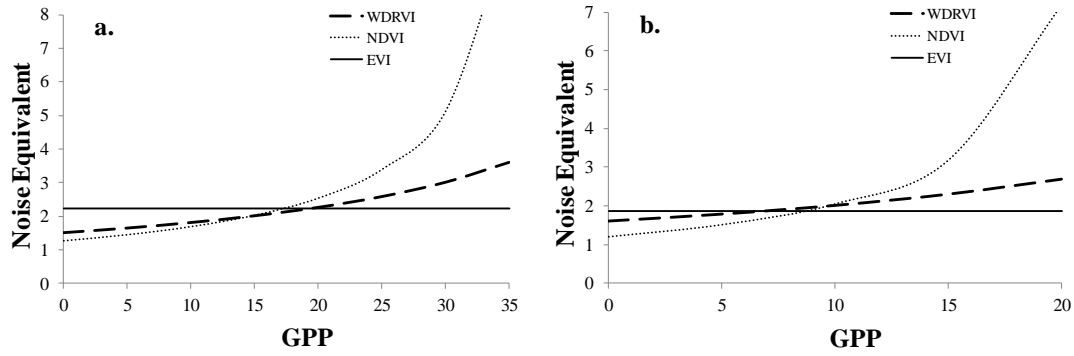 a.
WDRVI
NDVI
EVI
Noise Equivalent
8
7
6
5
4
3
2
1
0
0 5 10 15 20 25 30 35
GPP
b.
WDRVI
NDVI
EVI
Noise Equivalent
7
6
5
4
3
2
1
0
0 5 10 15 20
GPP